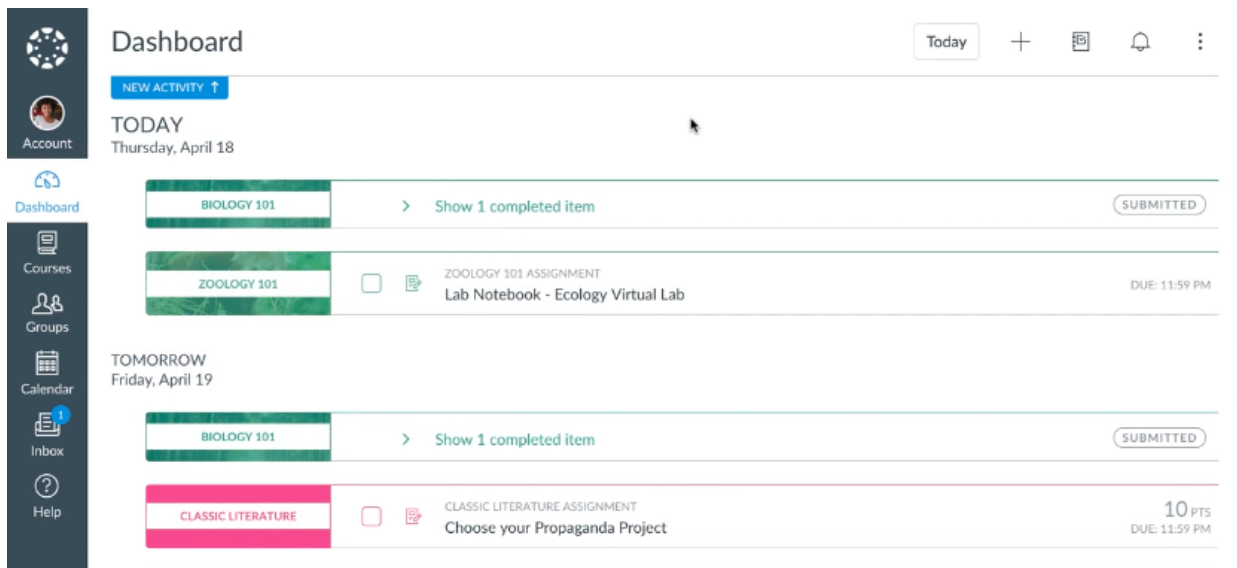 Dashboard
Today
NEW ACTIVITY ↑
TODAY
Thursday, April 18
BIOLOGY 101
Show 1 completed item
SUBMITTED
ZOOLOGY 101
ZOOLOGY 101 ASSIGNMENT
Lab Notebook - Ecology Virtual Lab
DUE: 11:59 PM
TOMORROW
Friday, April 19
BIOLOGY 101
Show 1 completed item
SUBMITTED
CLASSIC LITERATURE
CLASSIC LITERATURE ASSIGNMENT
Choose your Propaganda Project
10 PTS
DUE: 11:59 PM
Account
Dashboard
Courses
Groups
Calendar
1
Inbox
Help